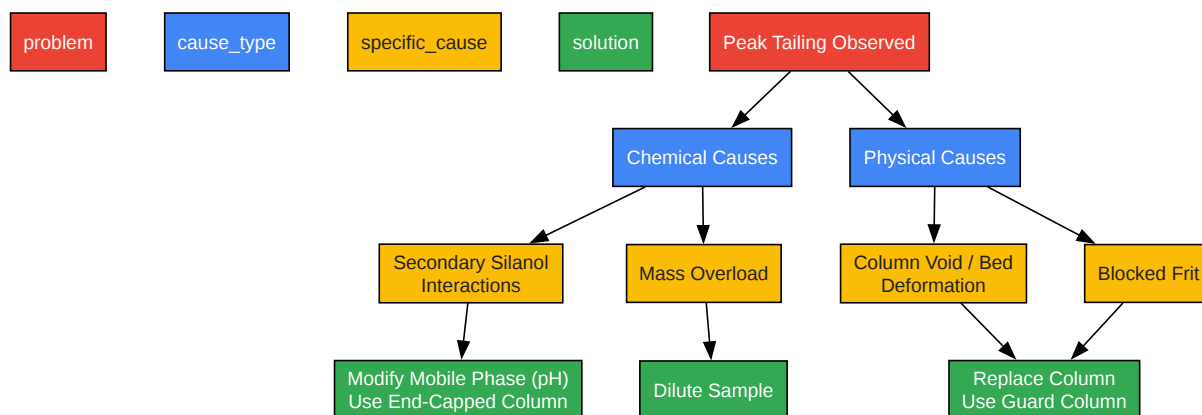 problem
cause_type
specific_cause
solution
Peak Tailing Observed
Chemical Causes
Physical Causes
Secondary Silanol
Interactions
Mass Overload
Column Void / Bed
Deformation
Blocked Frit
Modify Mobile Phase (pH)
Use End-Capped Column
Dilute Sample
Replace Column
Use Guard Column